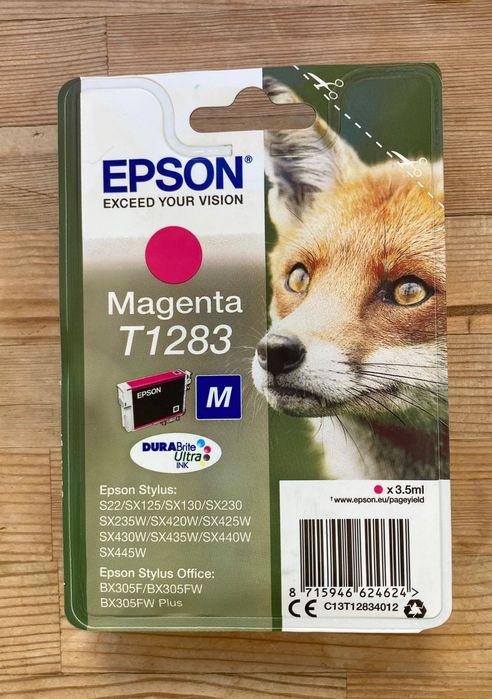 EPSON®
EXCEED YOUR VISION
Magenta
T1283
EPSON
M
DURABrite
Ultra
INK
Epson Stylus:
S22/SX125/SX130/SX230
SX235W/SX420W/SX425W
SX430W/SX435W/SX440W
SX445W
Epson Stylus Office:
BX305F/BX305FW
BX305FW Plus
x 3.5ml
¹ www.epson.eu/pageyield
8 715946 624624 >
CE C13T12834012